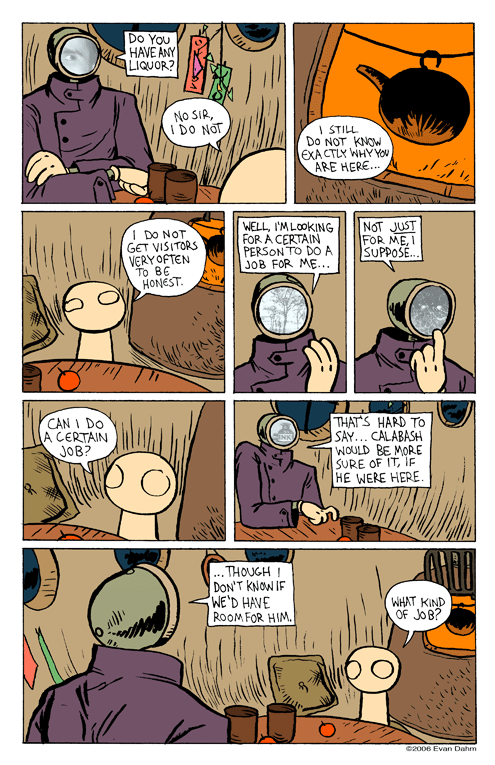 DO YOU
HAVE ANY
LIQUOR?
NO SIR,
I DO NOT
I STILL
DO NOT KNOW
EXACTLY WHY YOU
ARE HERE...
I DO NOT
GET VISITORS
VERY OFTEN
TO BE
HONEST.
WELL, I'M LOOKING
FOR A CERTAIN
PERSON TO DO A
JOB FOR ME...
NOT JUST
FOR ME, I
SUPPOSE...
CAN I DO
A CERTAIN
JOB?
THAT'S HARD TO
SAY... CALABASH
WOULD BE MORE
SURE OF IT, IF
HE WERE HERE.
...THOUGH I
DON'T KNOW IF
WE'D HAVE
ROOM FOR HIM.
WHAT KIND
OF JOB?
©2006 Evan Dahm